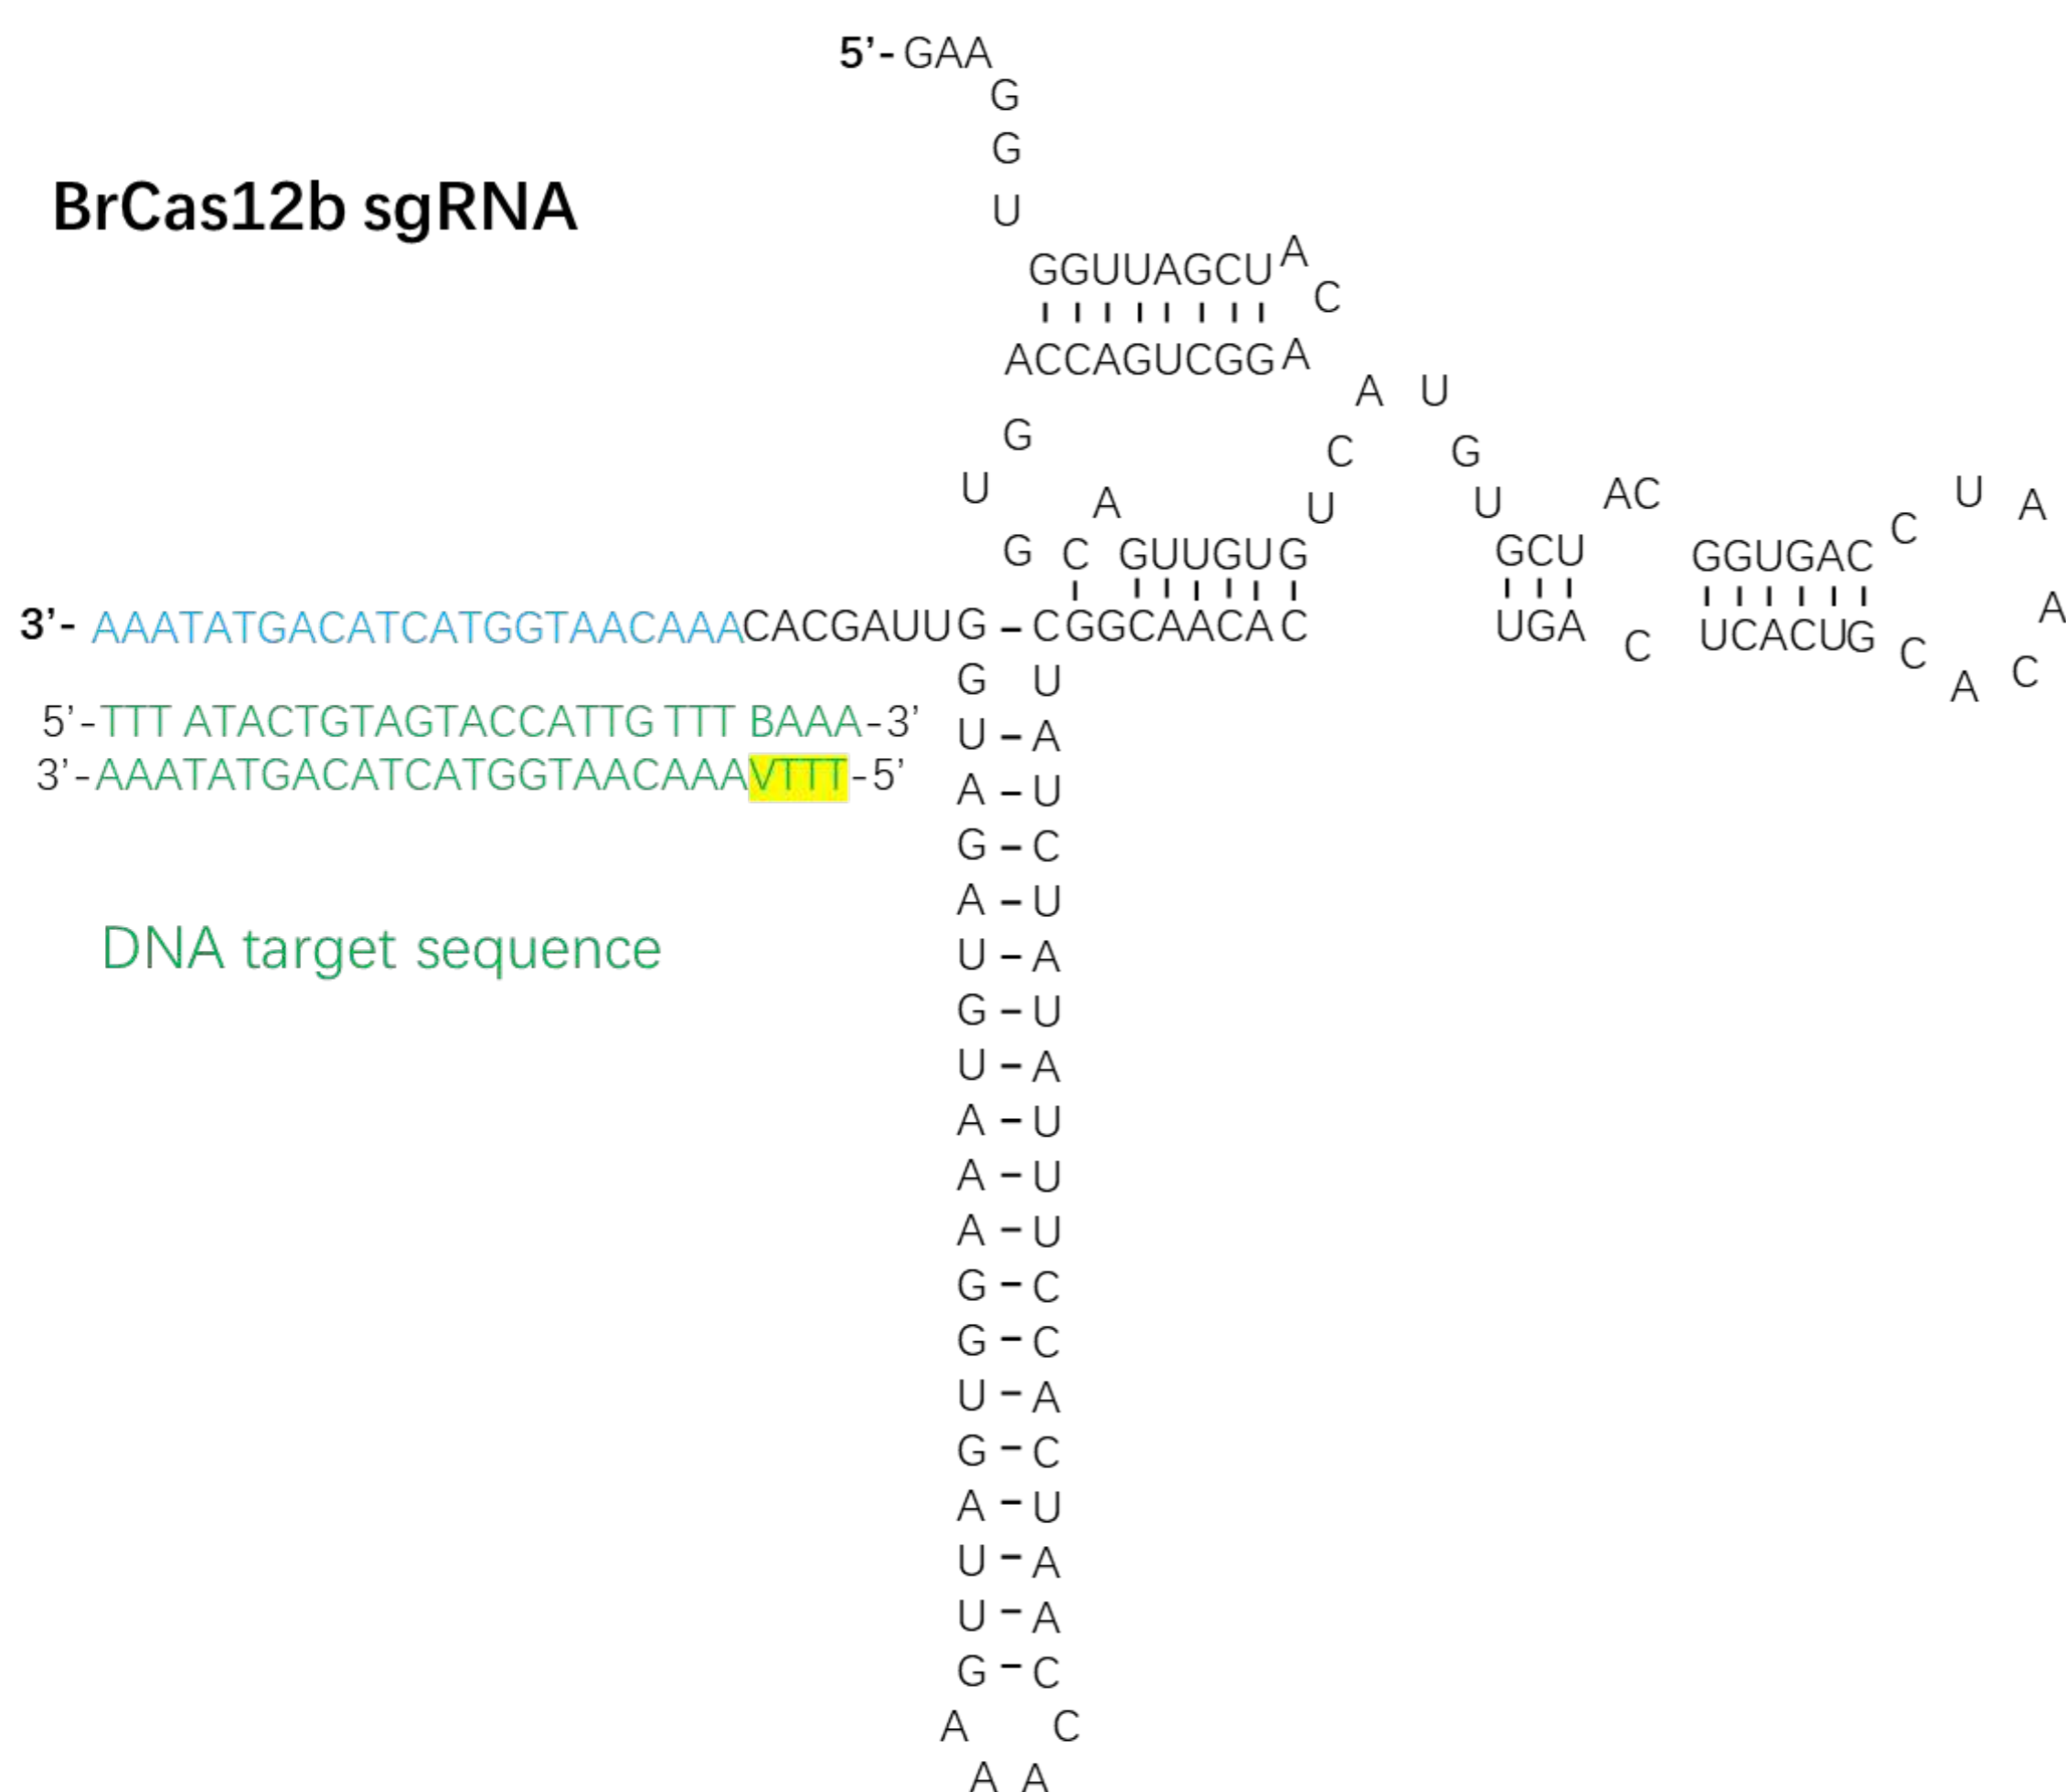 5’-GAA
G
G
BrCas12b sgRNA
U
GGUUAGCU A
C
ACCAGUCGG A
A U
G C G
U A U U AC U A
C
G C GUUGUG GCU GGUGAC
A
3’- AAATATGACATCATGGTAACAAACACGAUUG – CGGCAACAC UGA C UCACUG C
A C
G U
5’-TTT ATACTGTAGTACCATTG TTT BAAA-3’
U – A
3’-AAATATGACATCATGGTAACAAAVTTT-5’
A – U
G – C
A – U
DNA target sequence
U – A
G – U
U – A
A – U
A – U
A – U
G – C
G – C
U – A
G – C
A – U
U – A
U – A
G – C
A C
A A